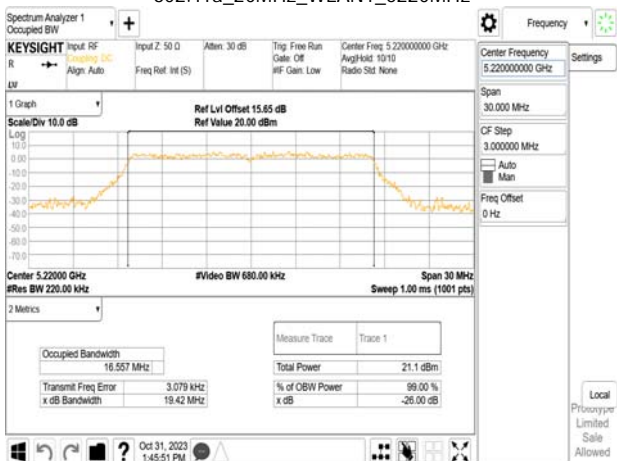 Spectrum Analyzer 1
Occupied BW
Frequency
KEYSIGHT
R
Input: RF
Coupling: DC
Align: Auto
Input Z: 50 Ω
Freq Ref: Int (S)
Atten: 30 dB
Trig: Free Run
Gate: Off
#IF Gain: Low
Center Freq: 5.220000000 GHz
Avg|Hold: 10/10
Radio Std: None
Center Frequency
5.220000000 GHz
Settings
Span
30.000 MHz
CF Step
3.000000 MHz
Auto
Man
Freq Offset
0 Hz
1 Graph
Scale/Div 10.0 dB
Ref Lvl Offset 15.65 dB
Ref Value 20.00 dBm
Log
10.0
0.00
-10.0
-20.0
-30.0
-40.0
-50.0
-60.0
-70.0
Center 5.22000 GHz
#Res BW 220.00 kHz
#Video BW 680.00 kHz
Span 30 MHz
Sweep 1.00 ms (1001 pts)
2 Metrics
Measure Trace Trace 1
Occupied Bandwidth
16.557 MHz
Total Power 21.1 dBm
Transmit Freq Error 3.079 kHz
% of OBW Power 99.00 %
x dB Bandwidth 19.42 MHz
x dB -26.00 dB
Local
Prototype
Limited
Sale
Allowed
Oct 31, 2023
1:45:51 PM